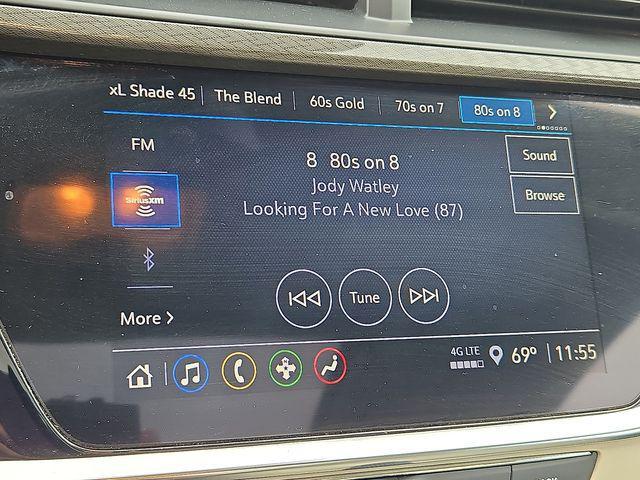 xL Shade 45
The Blend
60s Gold
70s on 7
80s on 8
FM
8 80s on 8
Sound
Jody Watley
Browse
siriusxm
Looking For A New Love (87)
Tune
More
4G LTE
69°
11:55